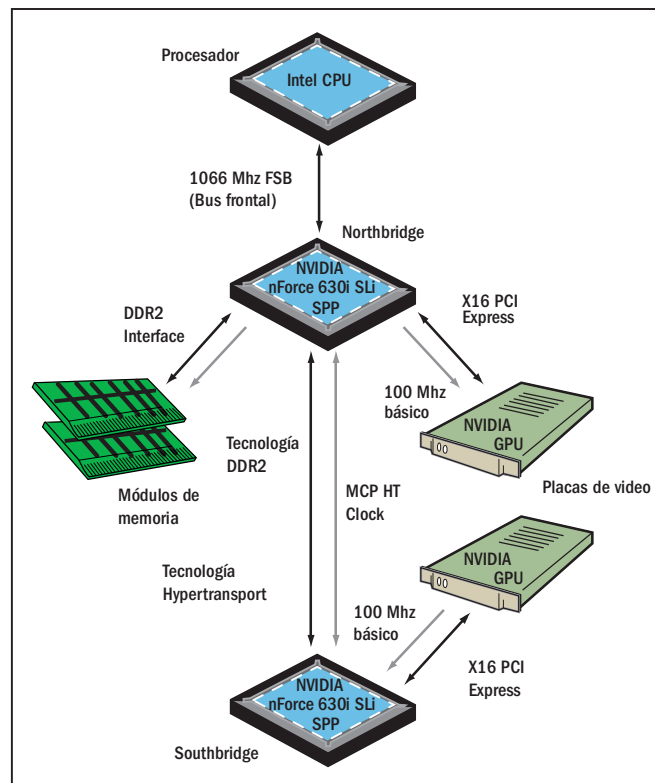 Procesador
Intel CPU
1066 Mhz FSB
(Bus frontal)
Northbridge
NVIDIA
nForce 630i SLi
SPP
DDR2
Interface
X16 PCI
Express
100 Mhz
básico
NVIDIA
GPU
Tecnología
DDR2
MCP HT
Clock
Módulos de
memoria
Placas de video
NVIDIA
GPU
Tecnología
Hypertransport
100 Mhz
básico
X16 PCI
Express
NVIDIA
nForce 630i SLi
SPP
Southbridge